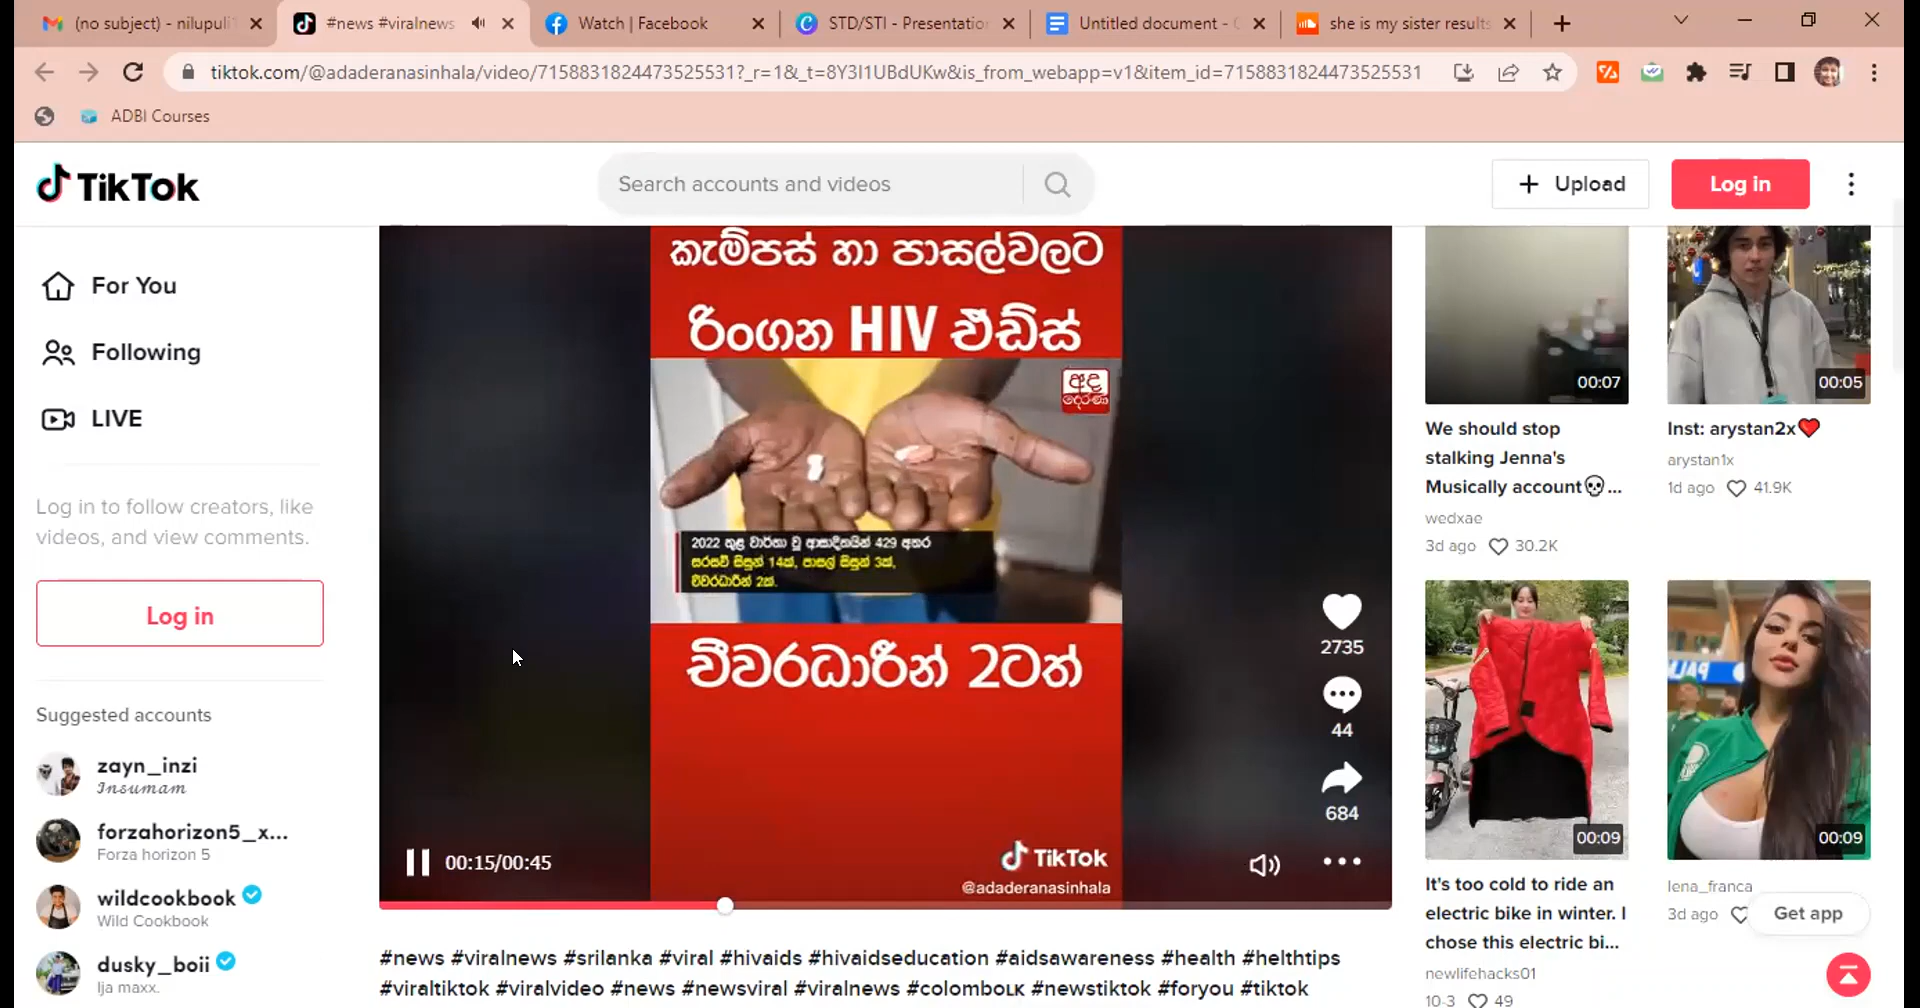 (no subject) - nilupuli
#news #viralnews
Watch | Facebook
STD/STI - Presentation
Untitled document -
she is my sister results
tiktok.com/@adaderanasinhala/video/7158831824473525531?_r=1&_t=8Y3I1UBdUKw&is_from_webapp=v1&item_id=7158831824473525531
ADBI Courses
TikTok
Search accounts and videos
Upload
Log in
For You
Following
LIVE
Log in to follow creators, like
videos, and view comments.
Log in
Suggested accounts
zayn_inzi
Insumam
forzahorizon5_x...
Forza horizon 5
wildcookbook
Wild Cookbook
dusky_boii
Ija maxx.
කැම්පස් හා පාසල්වලට
රිංගන HIV ඒඩ්ස්
අද
දෙරණ
2022 තුළ වාර්තා වූ ආසාදිතයින් 429 අතර
සරසවි සිසුන් 14ක්, පාසල් සිසුන් 3ක්,
චීවරධාරීන් 2ක්.
චීවරධාරීන් 2ටත්
2735
44
684
00:15/00:45
TikTok
@adaderanasinhala
#news #viralnews #srilanka #viral #hivaids #hivaidseducation #aidsawareness #health #helthtips
#viraltiktok #viralvideo #news #newsviral #viralnews #colomboLK #newstiktok #foryou #tiktok
00:07
We should stop
stalking Jenna's
Musically account💀...
wedxae
3d ago 30.2K
00:05
Inst: arystan2x❤️
arystan1x
1d ago 41.9K
00:09
It's too cold to ride an
electric bike in winter. I
chose this electric bi...
newlifehacks01
10-3 49
00:09
lena_franca
3d ago
Get app